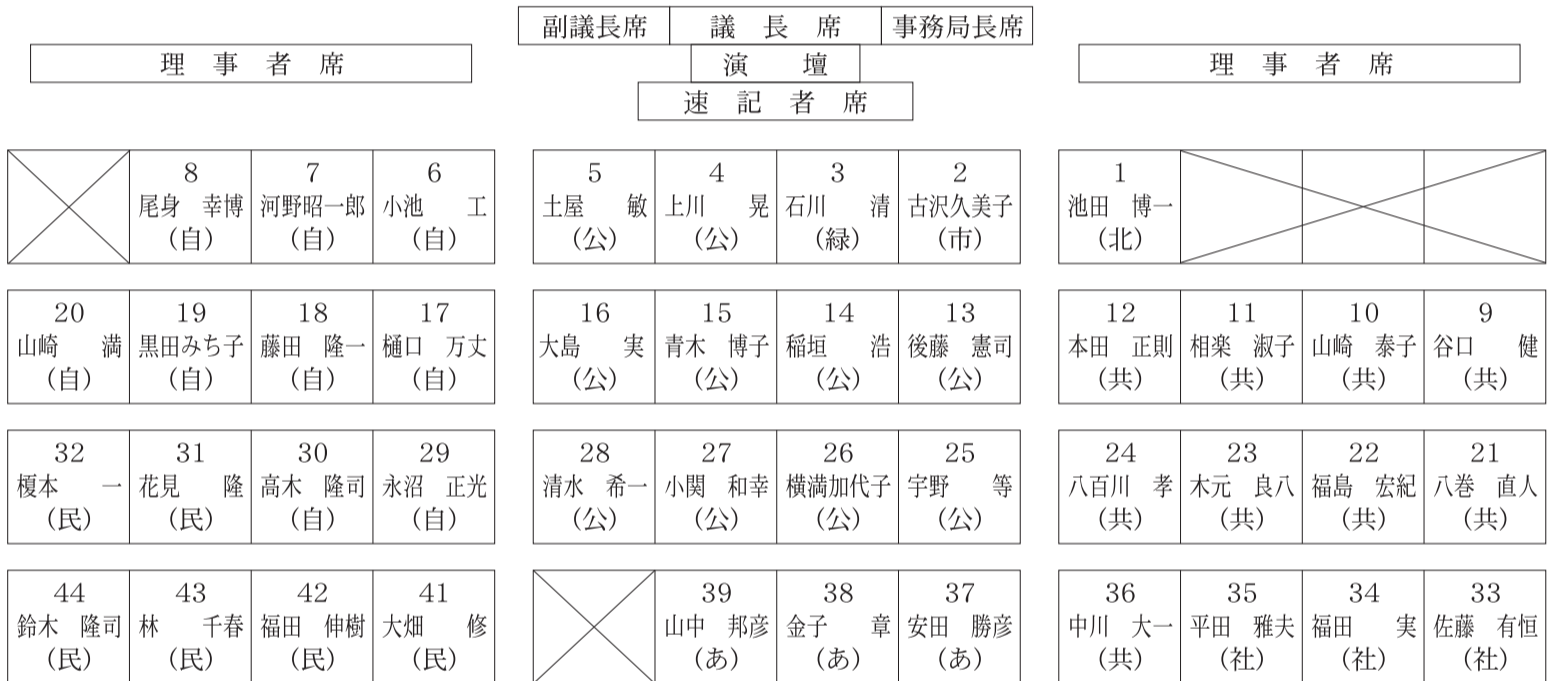 副議長席 議長席 事務局長席
理事者席 演壇 理事者席
速記者席
8 7 6 5 4 3 2 1
尾身 幸博 河野昭一郎 小池 工 土屋 敏 上川 晃 石川 清 古沢久美子 池田 博一
(自) (自) (自) (公) (公) (緑) (市) (北)
20 19 18 17 16 15 14 13 12 11 10 9
山崎 満 黒田みち子 藤田 隆一 樋口 万丈 大島 実 青木 博子 稲垣 浩 後藤 憲司 本田 正則 相楽 淑子 山崎 泰子 谷口 健
(自) (自) (自) (自) (公) (公) (公) (公) (共) (共) (共) (共)
32 31 30 29 28 27 26 25 24 23 22 21
榎本 一 花見 隆 高木 隆司 永沼 正光 清水 希一 小関 和幸 横満加代子 宇野 等 八百川 孝 木元 良八 福島 宏紀 八巻 直人
(民) (民) (自) (自) (公) (公) (公) (公) (共) (共) (共) (共)
44 43 42 41 39 38 37 36 35 34 33
鈴木 隆司 林 千春 福田 伸樹 大畑 修 山中 邦彦 金子 章 安田 勝彦 中川 大一 平田 雅夫 福田 実 佐藤 有恒
(民) (民) (民) (民) (あ) (あ) (あ) (共) (社) (社) (社)